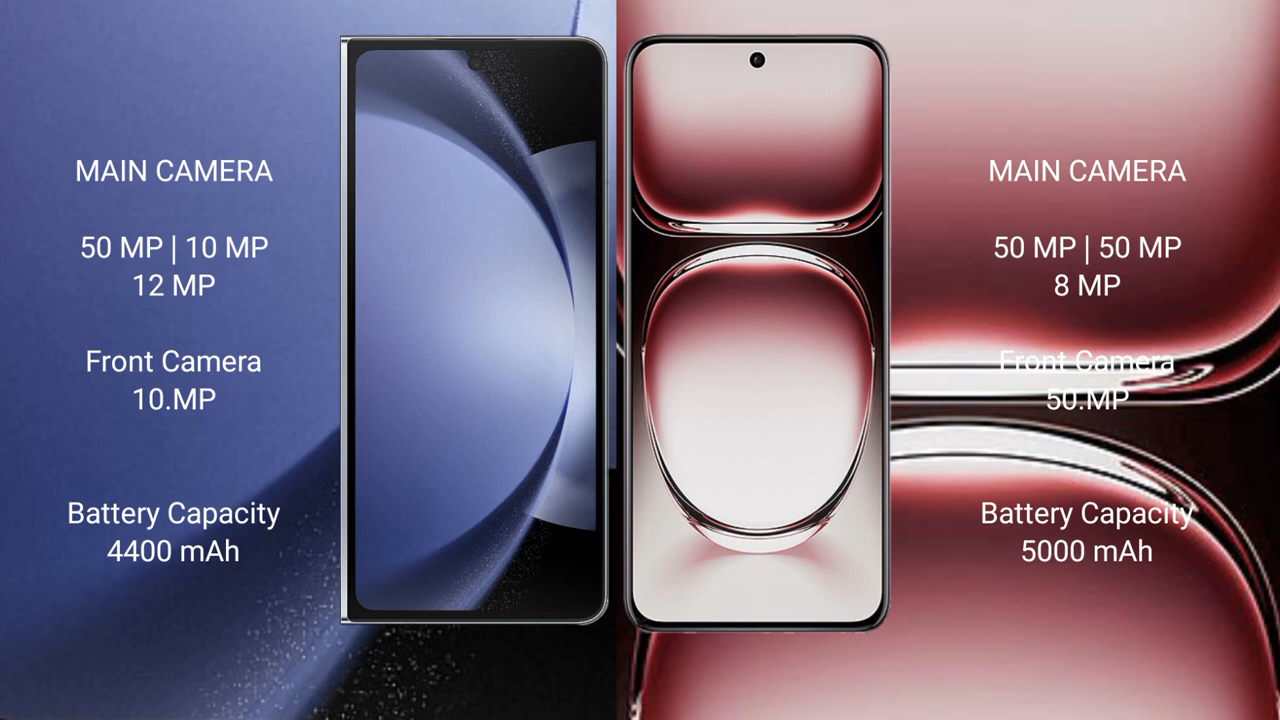 MAIN CAMERA
50 MP | 10 MP
12 MP
Front Camera
10.MP
Battery Capacity
4400 mAh
MAIN CAMERA
50 MP | 50 MP
8 MP
Front Camera
50.MP
Battery Capacity
5000 mAh